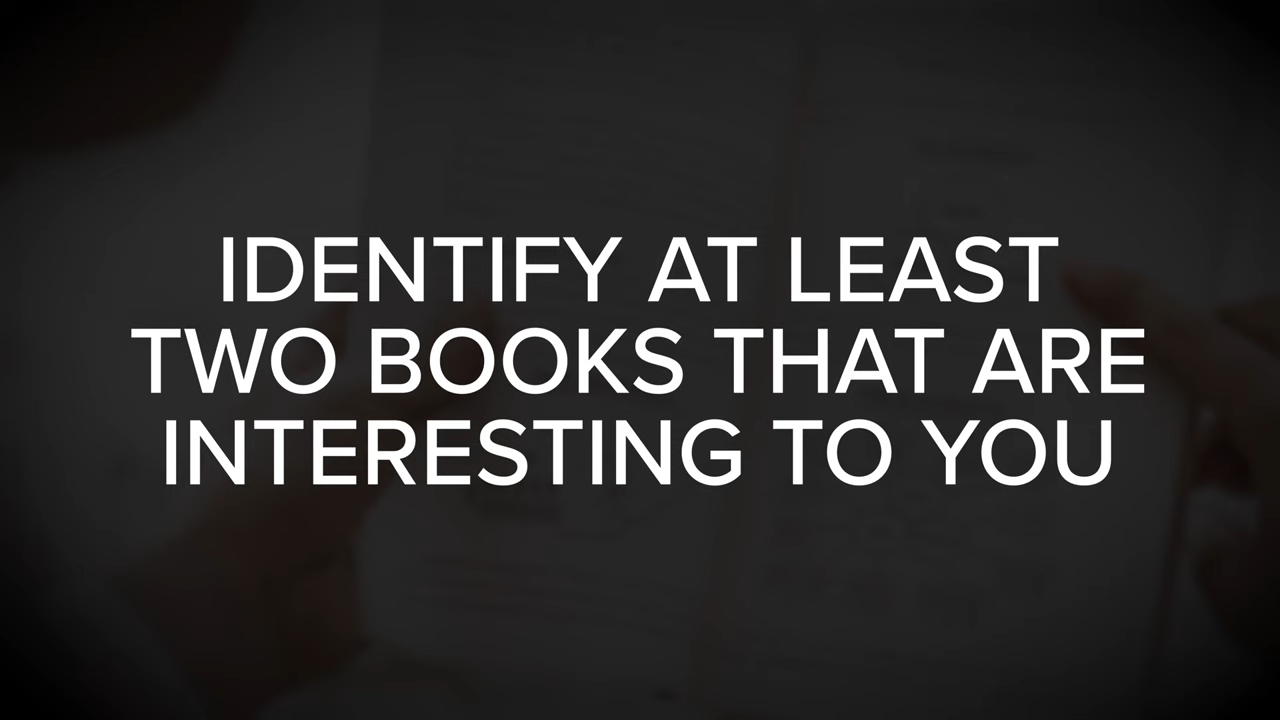 IDENTIFY AT LEAST
TWO BOOKS THAT ARE
INTERESTING TO YOU